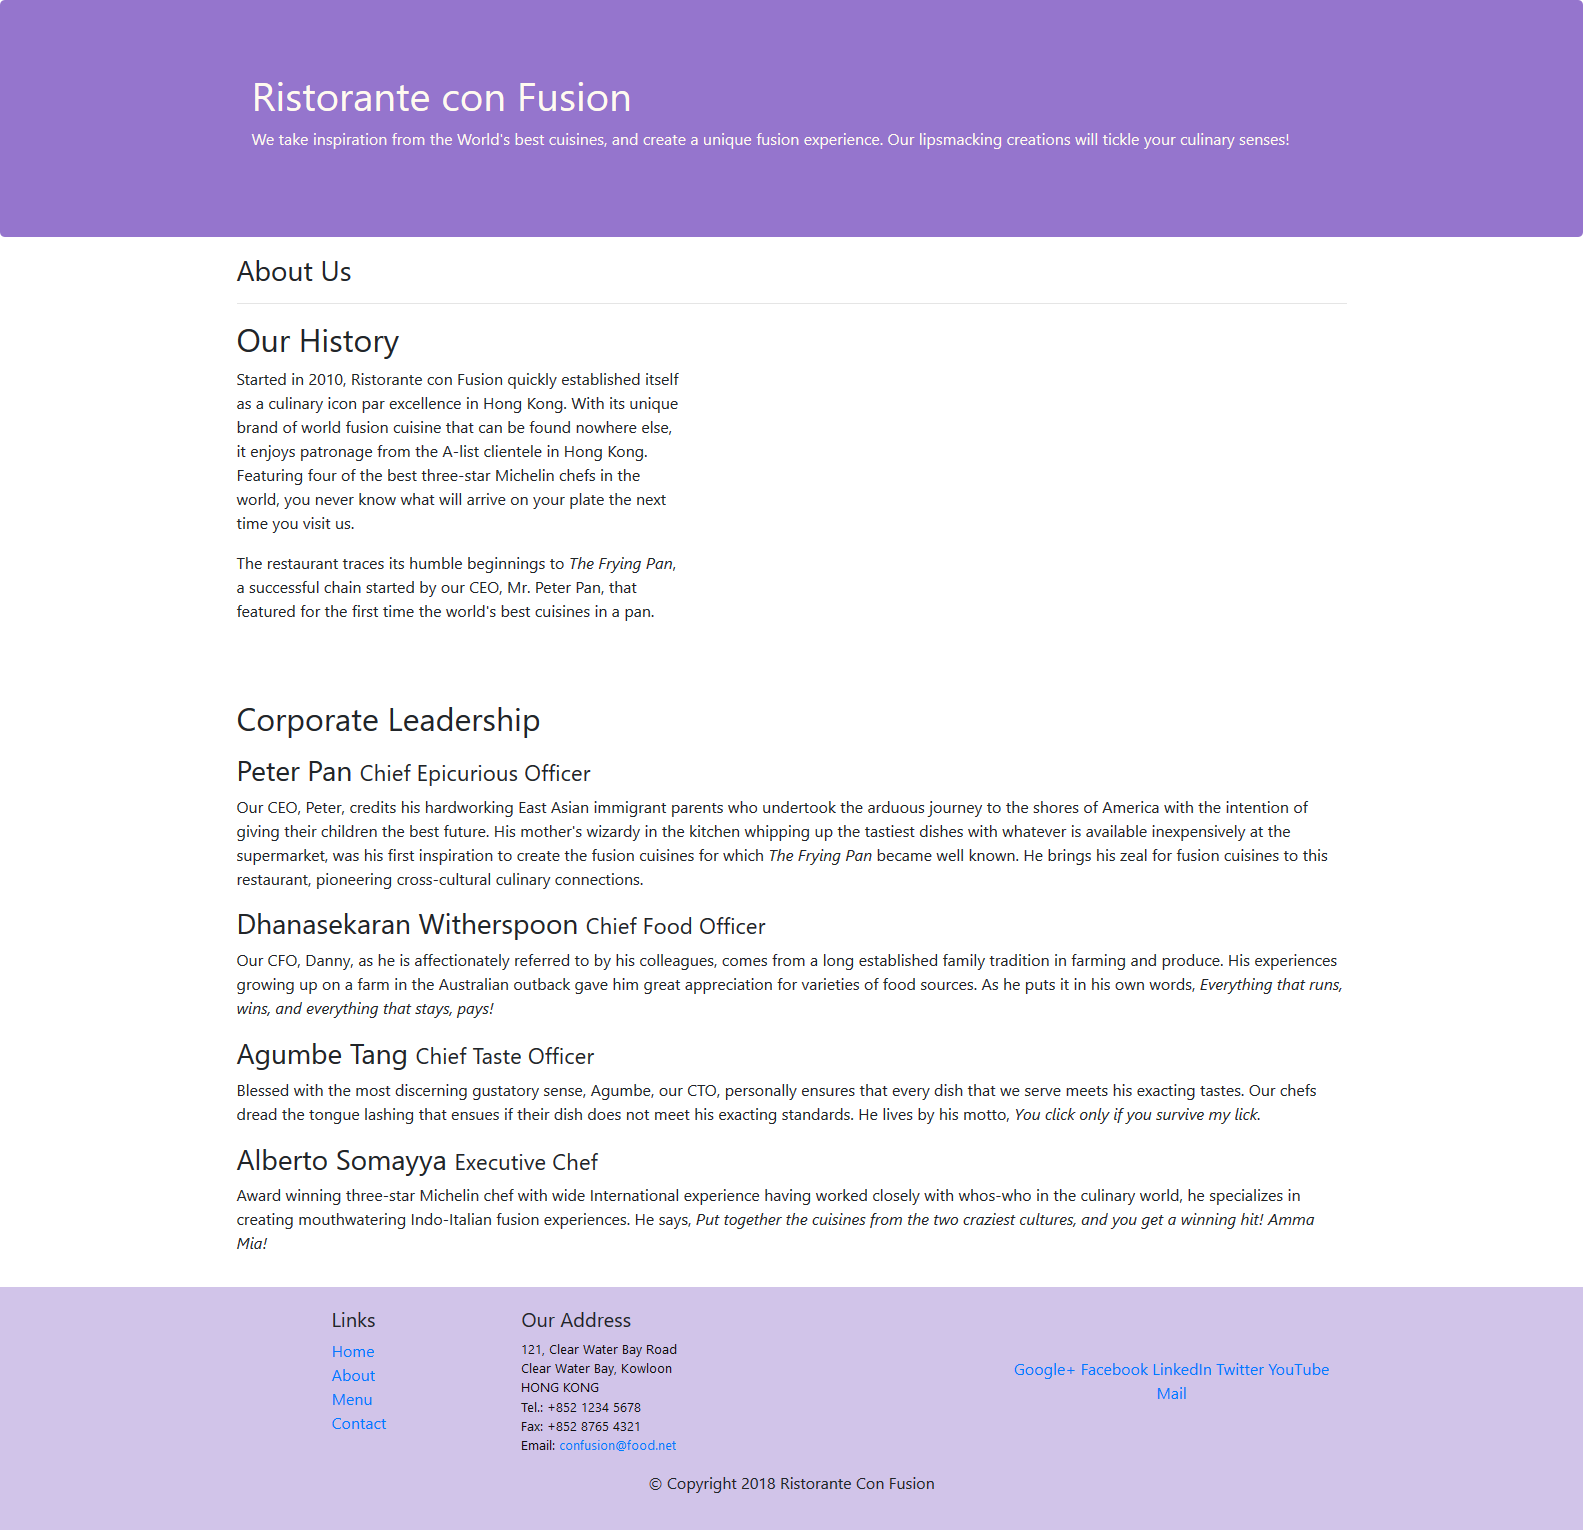 Ristorante con Fusion
We take inspiration from the World's best cuisines, and create a unique fusion experience. Our lipsmacking creations will tickle your culinary senses!
About Us
Our History
Started in 2010, Ristorante con Fusion quickly established itself
as a culinary icon par excellence in Hong Kong. With its unique
brand of world fusion cuisine that can be found nowhere else,
it enjoys patronage from the A-list clientele in Hong Kong.
Featuring four of the best three-star Michelin chefs in the
world, you never know what will arrive on your plate the next
time you visit us.
The restaurant traces its humble beginnings to The Frying Pan,
a successful chain started by our CEO, Mr. Peter Pan, that
featured for the first time the world's best cuisines in a pan.
Corporate Leadership
Peter Pan Chief Epicurious Officer
Our CEO, Peter, credits his hardworking East Asian immigrant parents who undertook the arduous journey to the shores of America with the intention of
giving their children the best future. His mother's wizardy in the kitchen whipping up the tastiest dishes with whatever is available inexpensively at the
supermarket, was his first inspiration to create the fusion cuisines for which The Frying Pan became well known. He brings his zeal for fusion cuisines to this
restaurant, pioneering cross-cultural culinary connections.
Dhanasekaran Witherspoon Chief Food Officer
Our CFO, Danny, as he is affectionately referred to by his colleagues, comes from a long established family tradition in farming and produce. His experiences
growing up on a farm in the Australian outback gave him great appreciation for varieties of food sources. As he puts it in his own words, Everything that runs,
wins, and everything that stays, pays!
Agumbe Tang Chief Taste Officer
Blessed with the most discerning gustatory sense, Agumbe, our CTO, personally ensures that every dish that we serve meets his exacting tastes. Our chefs
dread the tongue lashing that ensues if their dish does not meet his exacting standards. He lives by his motto, You click only if you survive my lick.
Alberto Somayya Executive Chef
Award winning three-star Michelin chef with wide International experience having worked closely with whos-who in the culinary world, he specializes in
creating mouthwatering Indo-Italian fusion experiences. He says, Put together the cuisines from the two craziest cultures, and you get a winning hit! Amma
Mia!
Links
Home
About
Menu
Contact
Our Address
121, Clear Water Bay Road
Clear Water Bay, Kowloon
HONG KONG
Tel.: +852 1234 5678
Fax: +852 8765 4321
Email: confusion@food.net
Google+ Facebook LinkedIn Twitter YouTube
Mail
© Copyright 2018 Ristorante Con Fusion